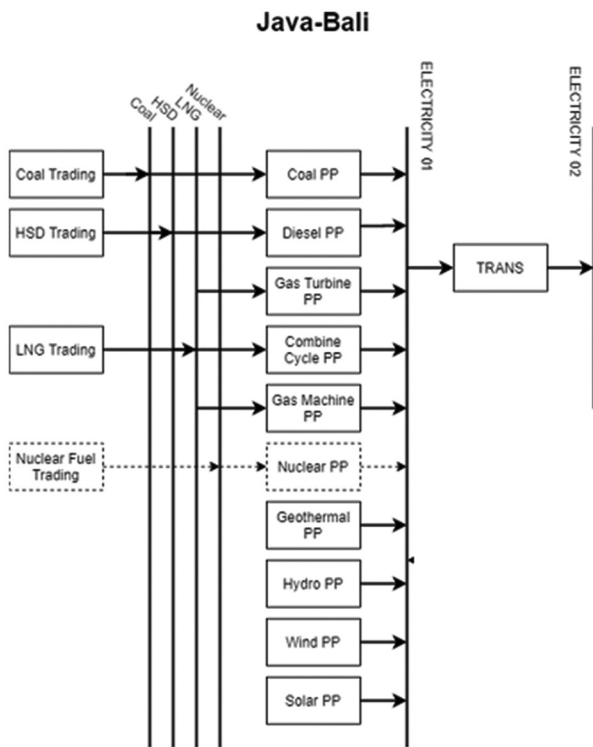 Java-Bali
Coal
HSD
LNG
Nuclear
ELECTRICITY 01
ELECTRICITY 02
Coal Trading
Coal PP
HSD Trading
Diesel PP
TRANS
Gas Turbine
PP
LNG Trading
Combine
Cycle PP
Gas Machine
PP
Nuclear Fuel
Trading
Nuclear PP
Geothermal
PP
Hydro PP
Wind PP
Solar PP